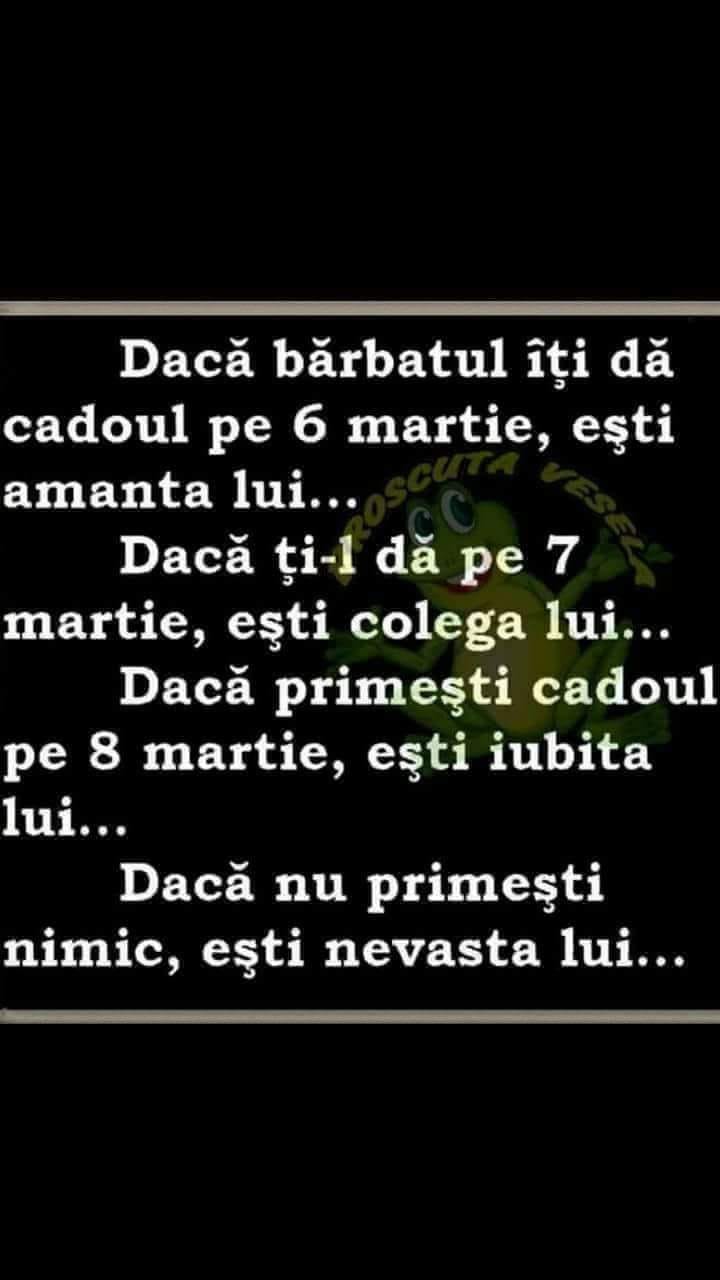 Dacă bărbatul îţi dă
cadoul pe 6 martie, eşti
amanta lui...
BROSCUTA VESELA
Dacă ţi-l dă pe 7
martie, eşti colega lui...
Dacă primeşti cadoul
pe 8 martie, eşti iubita
lui...
Dacă nu primeşti
nimic, eşti nevasta lui...